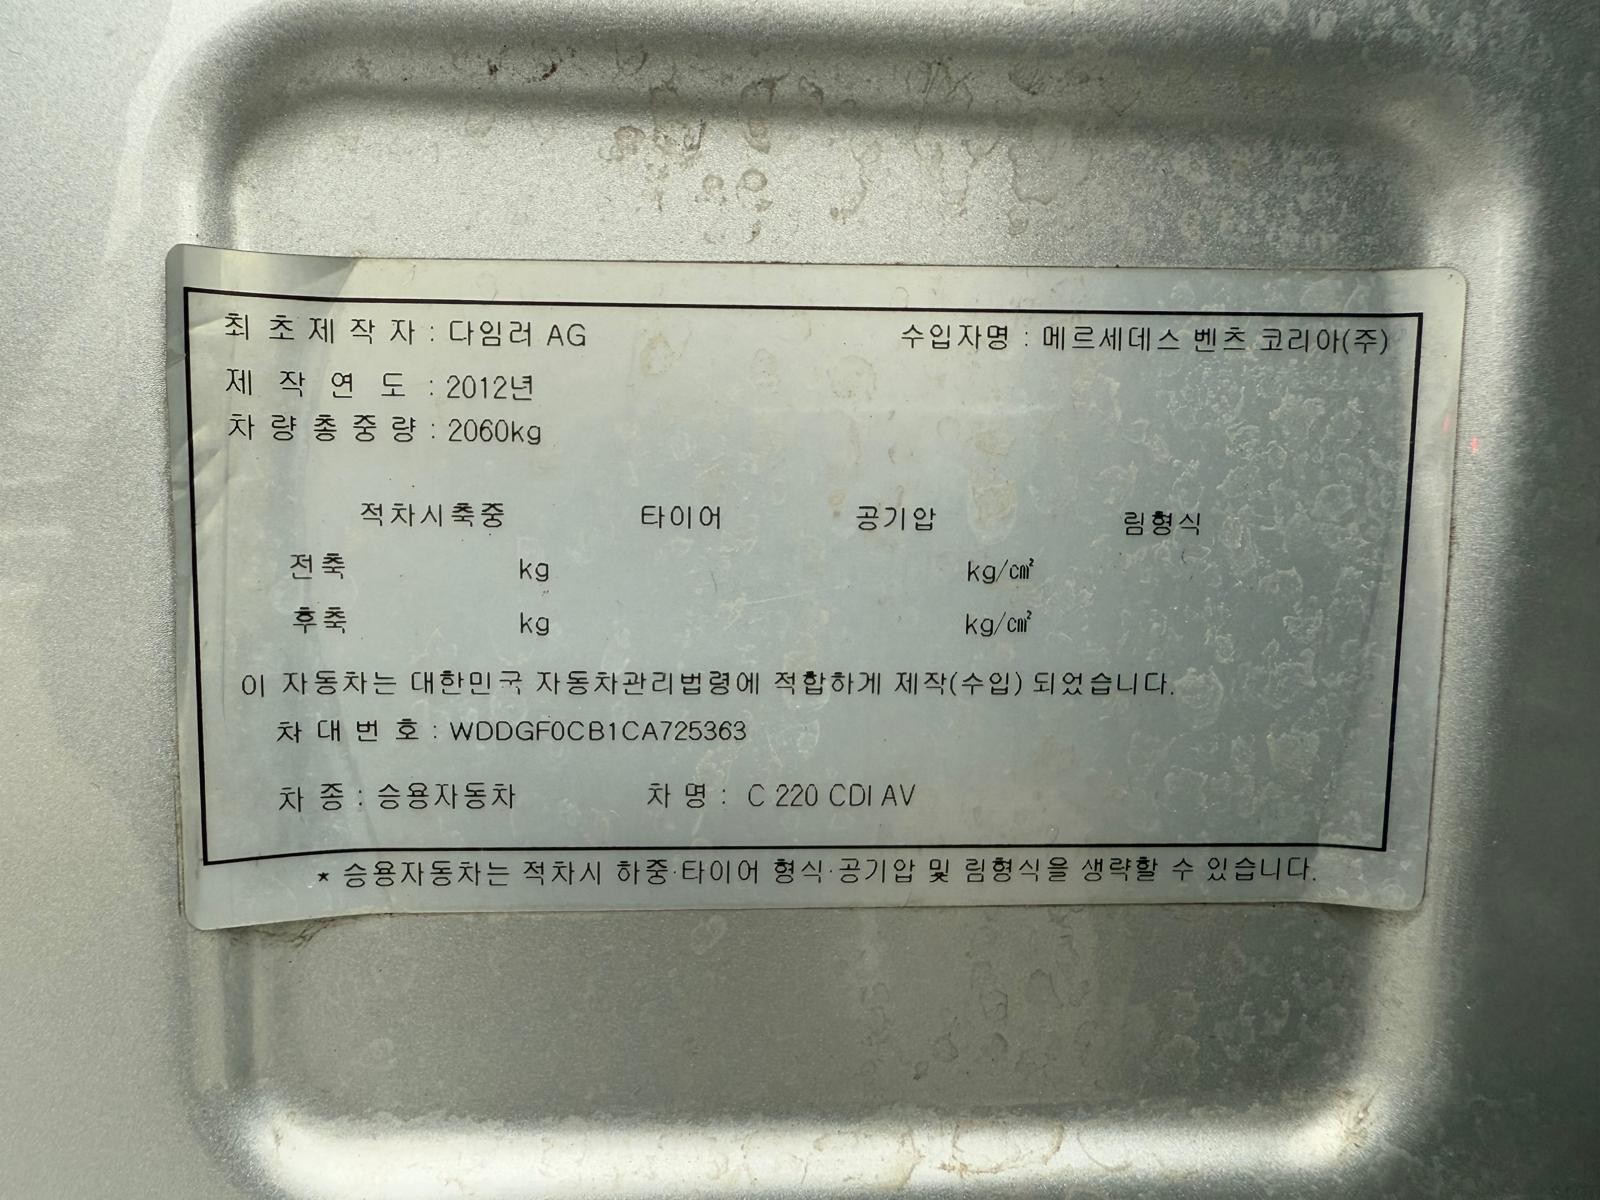 최초제작자 : 다임러 AG 수입자명 : 메르세데스 벤츠 코리아(주)
제작연도 : 2012년
차량총중량 : 2060kg
적차시축중 타이어 공기압 림형식
전축 kg kg/㎠
후축 kg kg/㎠
이 자동차는 대한민국 자동차관리법령에 적합하게 제작(수입) 되었습니다.
차대번호 : WDDGF0CB1CA725363
차종 : 승용자동차 차명 : C 220 CDI AV
★ 승용자동차는 적차시 하중·타이어 형식·공기압 및 림형식을 생략할 수 있습니다.